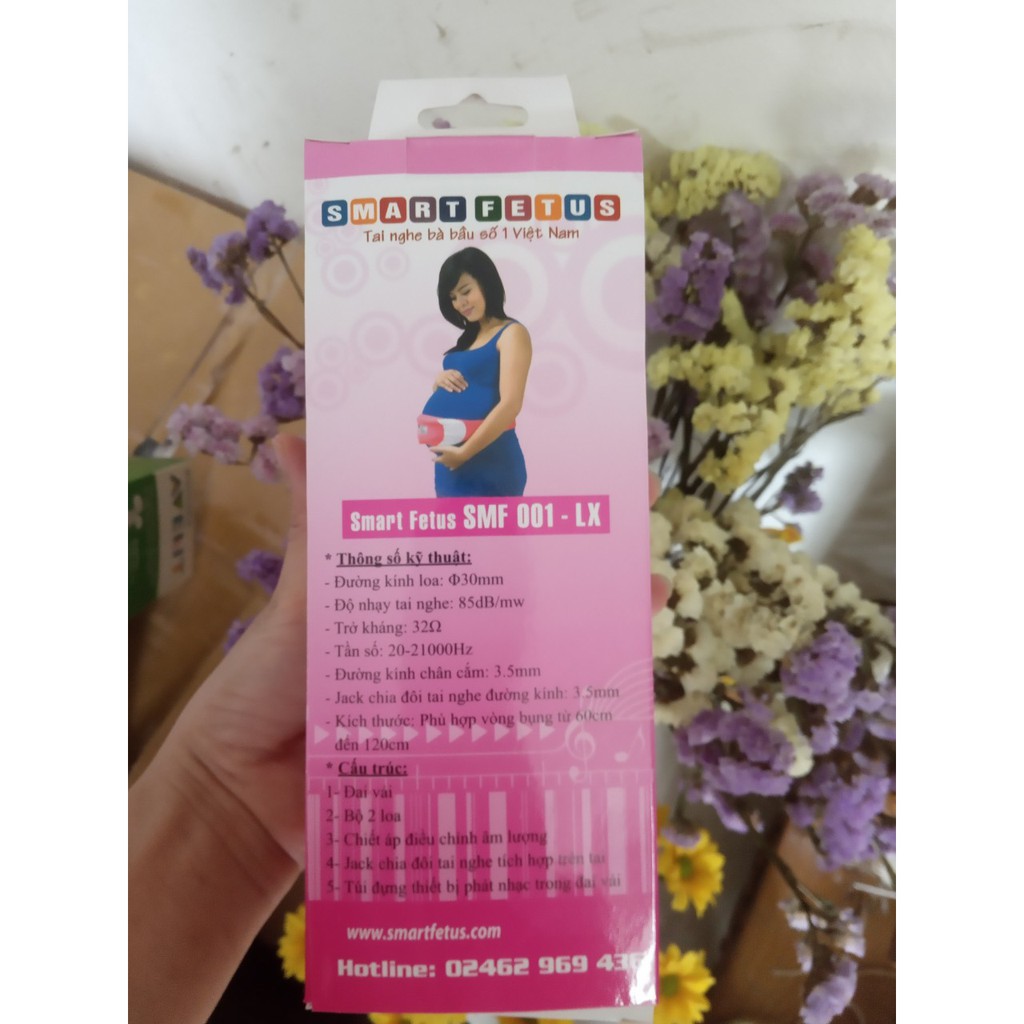 SMART FETUS
Tai nghe bà bầu số 1 Việt Nam
Smart Fetus SMF 001 - LX
* Thông số kỹ thuật:
- Đường kính loa: Φ30mm
- Độ nhạy tai nghe: 85dB/mw
- Trở kháng: 32Ω
- Tần số: 20-21000Hz
- Đường kính chân cắm: 3.5mm
- Jack chia đôi tai nghe đường kính: 3.5mm
- Kích thước: Phù hợp vòng bụng từ 60cm
đến 120cm
* Cấu trúc:
1- Đai vải
2- Bộ 2 loa
3- Chiết áp điều chỉnh âm lượng
4- Jack chia đôi tai nghe tích hợp trên tai
5- Túi đựng thiết bị phát nhạc trong đai vải
www.smartfetus.com
Hotline: 02462 969 436
AVENT